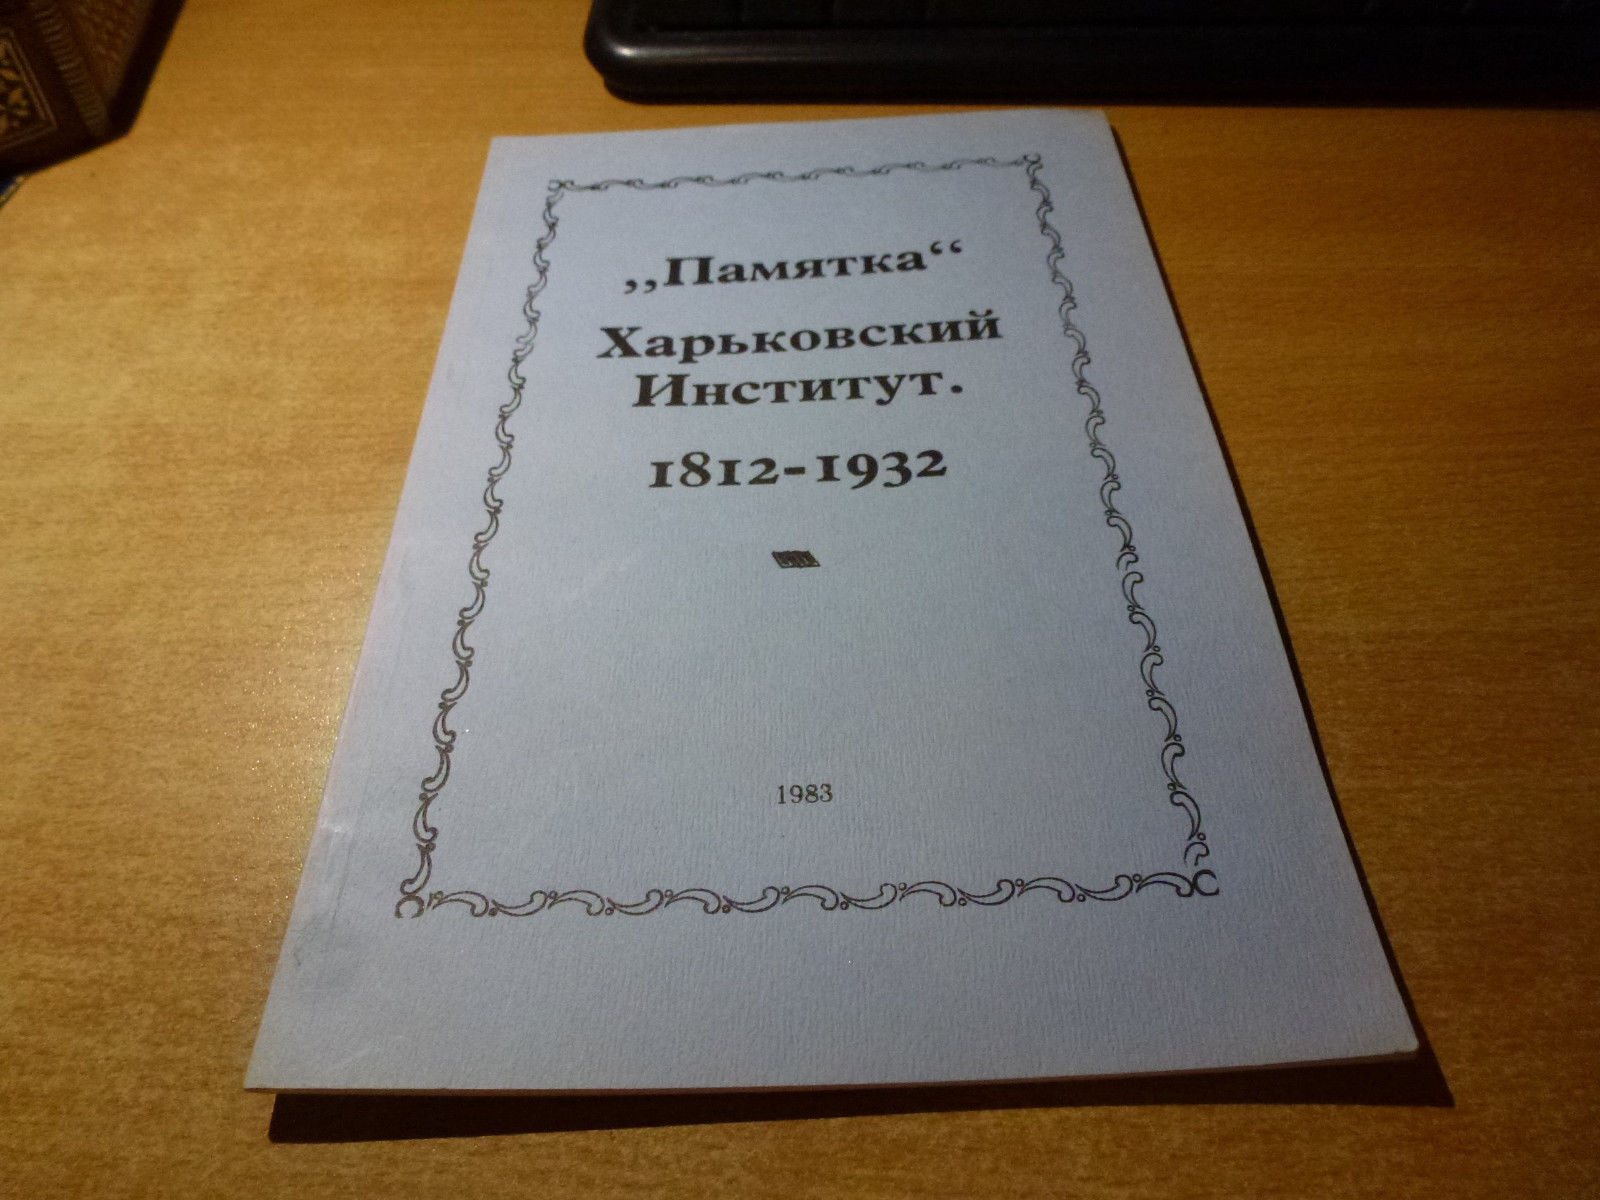 „Памятка“
Харьковский
Институт.
1812-1932
1983